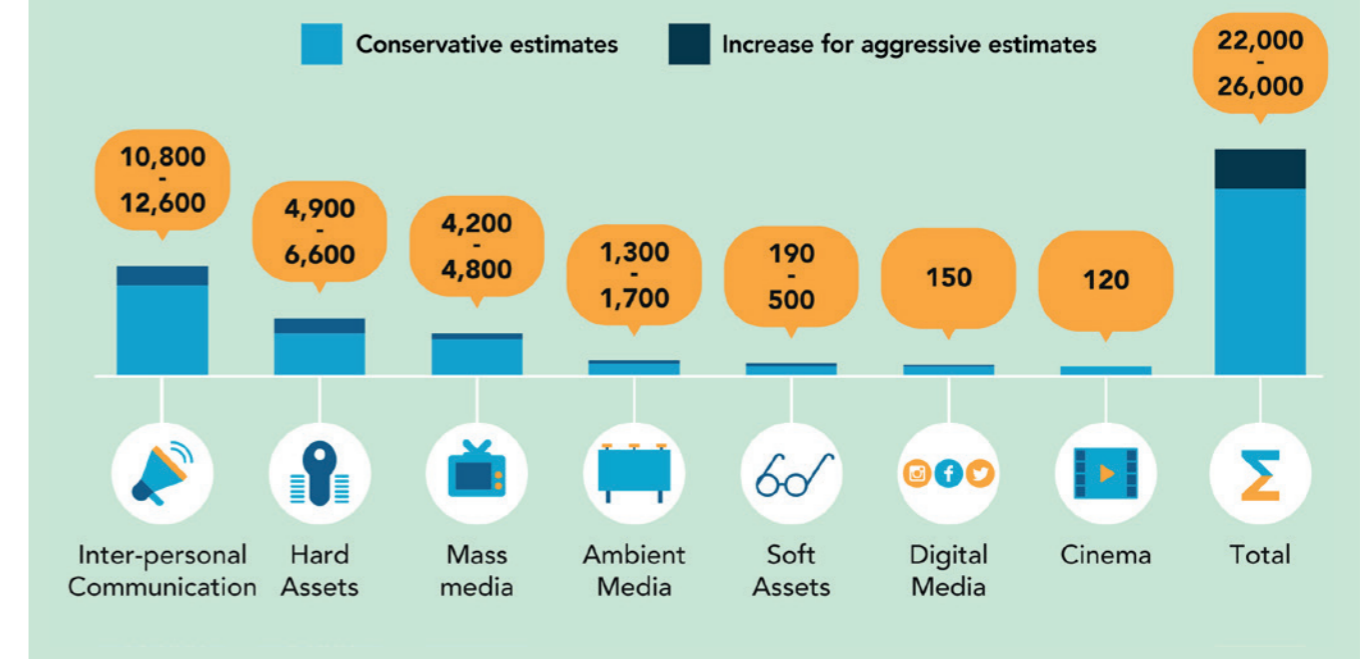 Conservative estimates
Increase for aggressive estimates
22,000
-
26,000
10,800
-
12,600
4,900
-
6,600
4,200
-
4,800
1,300
-
1,700
190
-
500
150
120
Inter-personal
Communication
Hard
Assets
Mass
media
Ambient
Media
Soft
Assets
Digital
Media
Cinema
Total